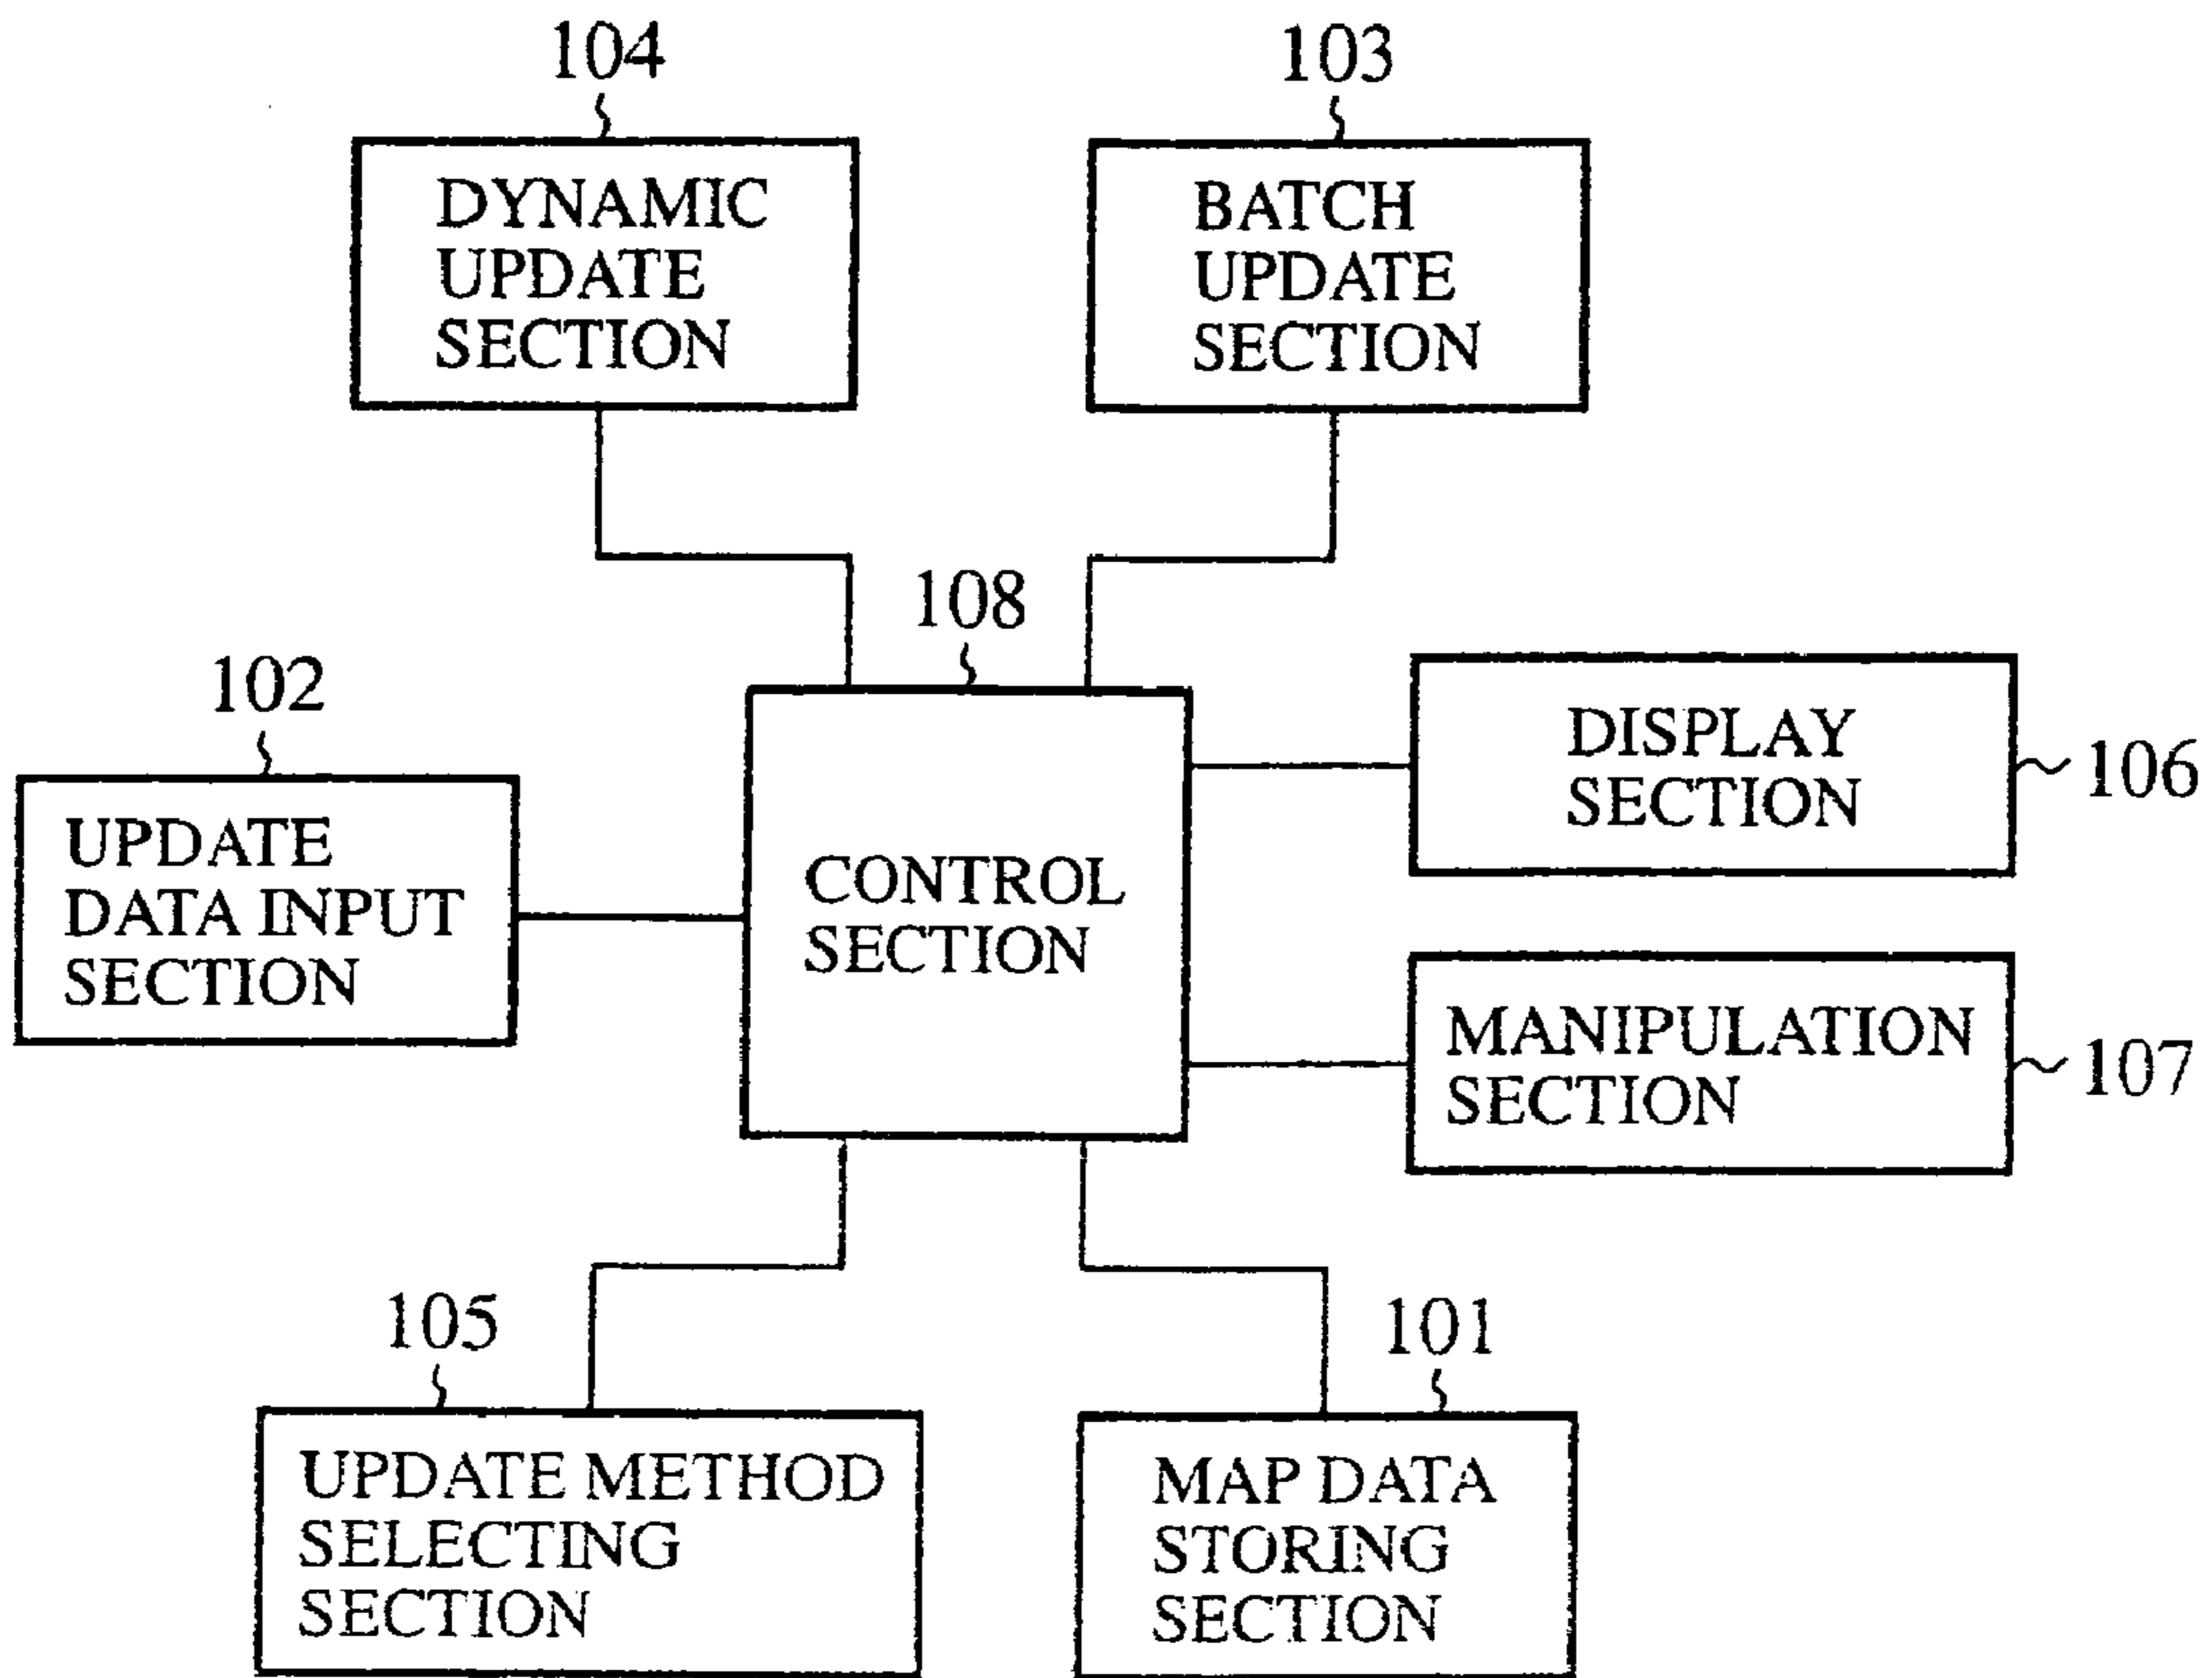 104
DYNAMIC
UPDATE
SECTION
103
BATCH
UPDATE
SECTION
108
CONTROL
SECTION
102
UPDATE
DATA INPUT
SECTION
DISPLAY
SECTION
106
MANIPULATION
SECTION
107
105
UPDATE METHOD
SELECTING
SECTION
101
MAP DATA
STORING
SECTION